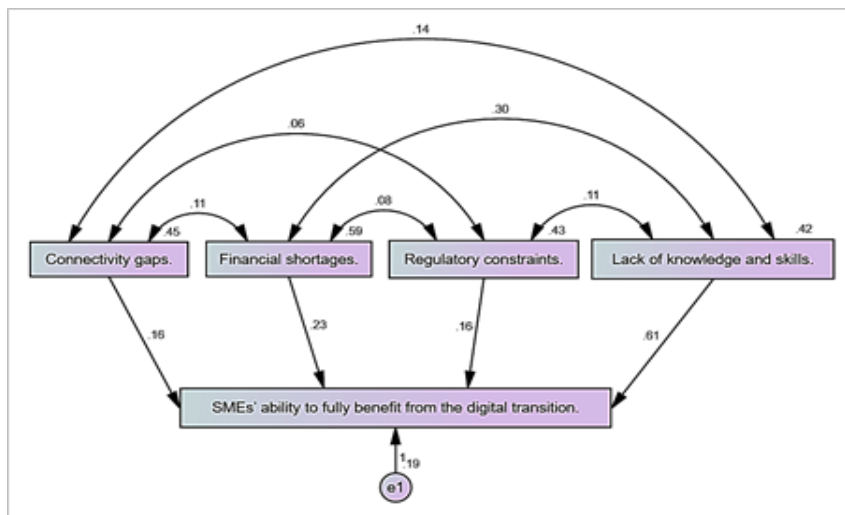 .14
.30
.06
.11
.08
.11
.45
.59
.43
.42
Connectivity gaps.
Financial shortages.
Regulatory constraints.
Lack of knowledge and skills.
.16
.23
.16
.61
SMEs' ability to fully benefit from the digital transition.
1
.19
e1